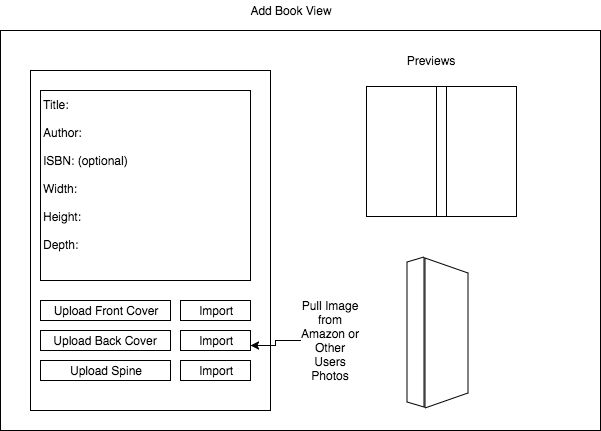 Add Book View
Previews
Title:
Author:
ISBN: (optional)
Width:
Height:
Depth:
Upload Front Cover
Import
Upload Back Cover
Import
Upload Spine
Import
Pull Image
from
Amazon or
Other
Users
Photos